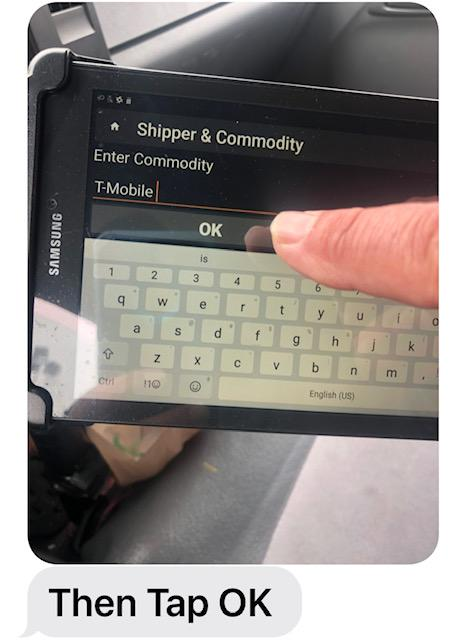 Shipper & Commodity
Enter Commodity
T-Mobile
OK
SAMSUNG
is
1 2 3 4 5 6
q w e r t y u i o
a s d f g h j k
z x c v b n m ,
Ctrl !1☺ English (US)
Then Tap OK